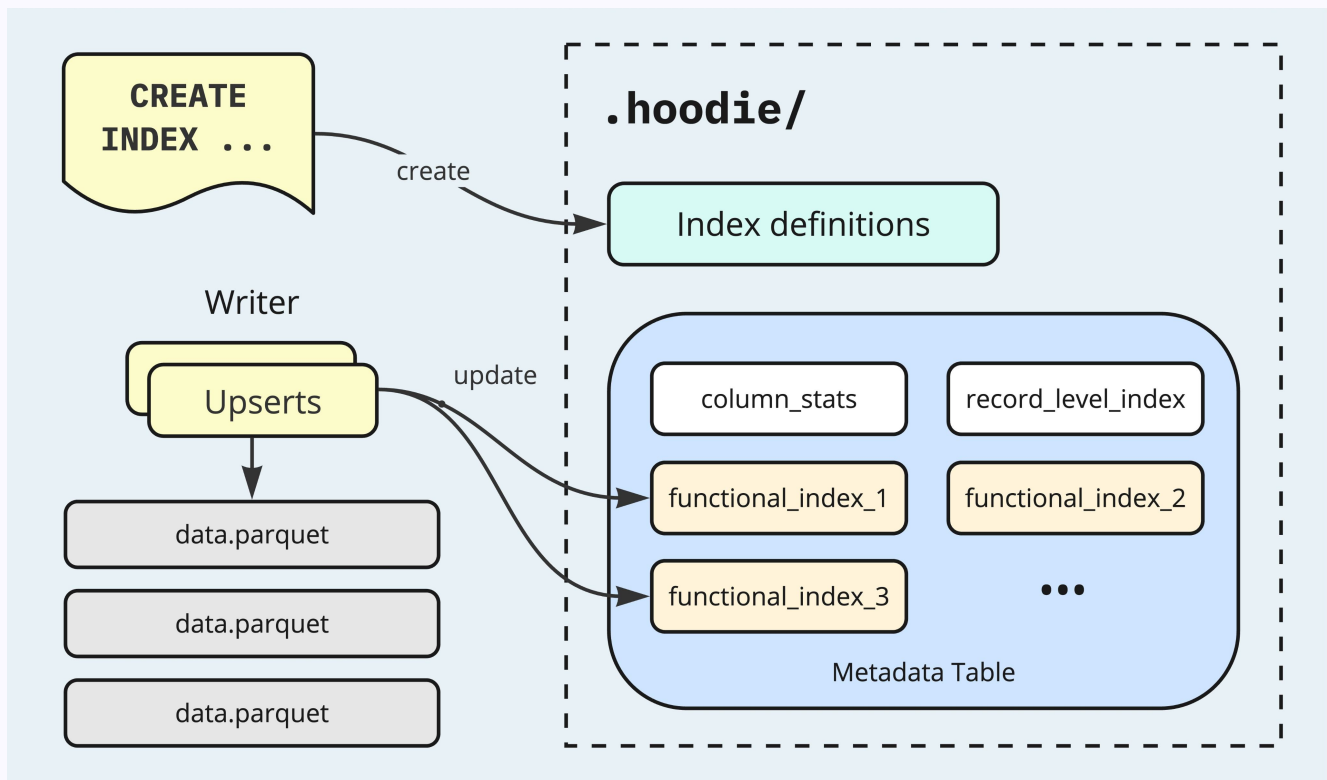 CREATE
INDEX ...
create
.hoodie/
Index definitions
Writer
Upserts
update
data.parquet
data.parquet
data.parquet
column_stats
record_level_index
functional_index_1
functional_index_2
functional_index_3
...
Metadata Table